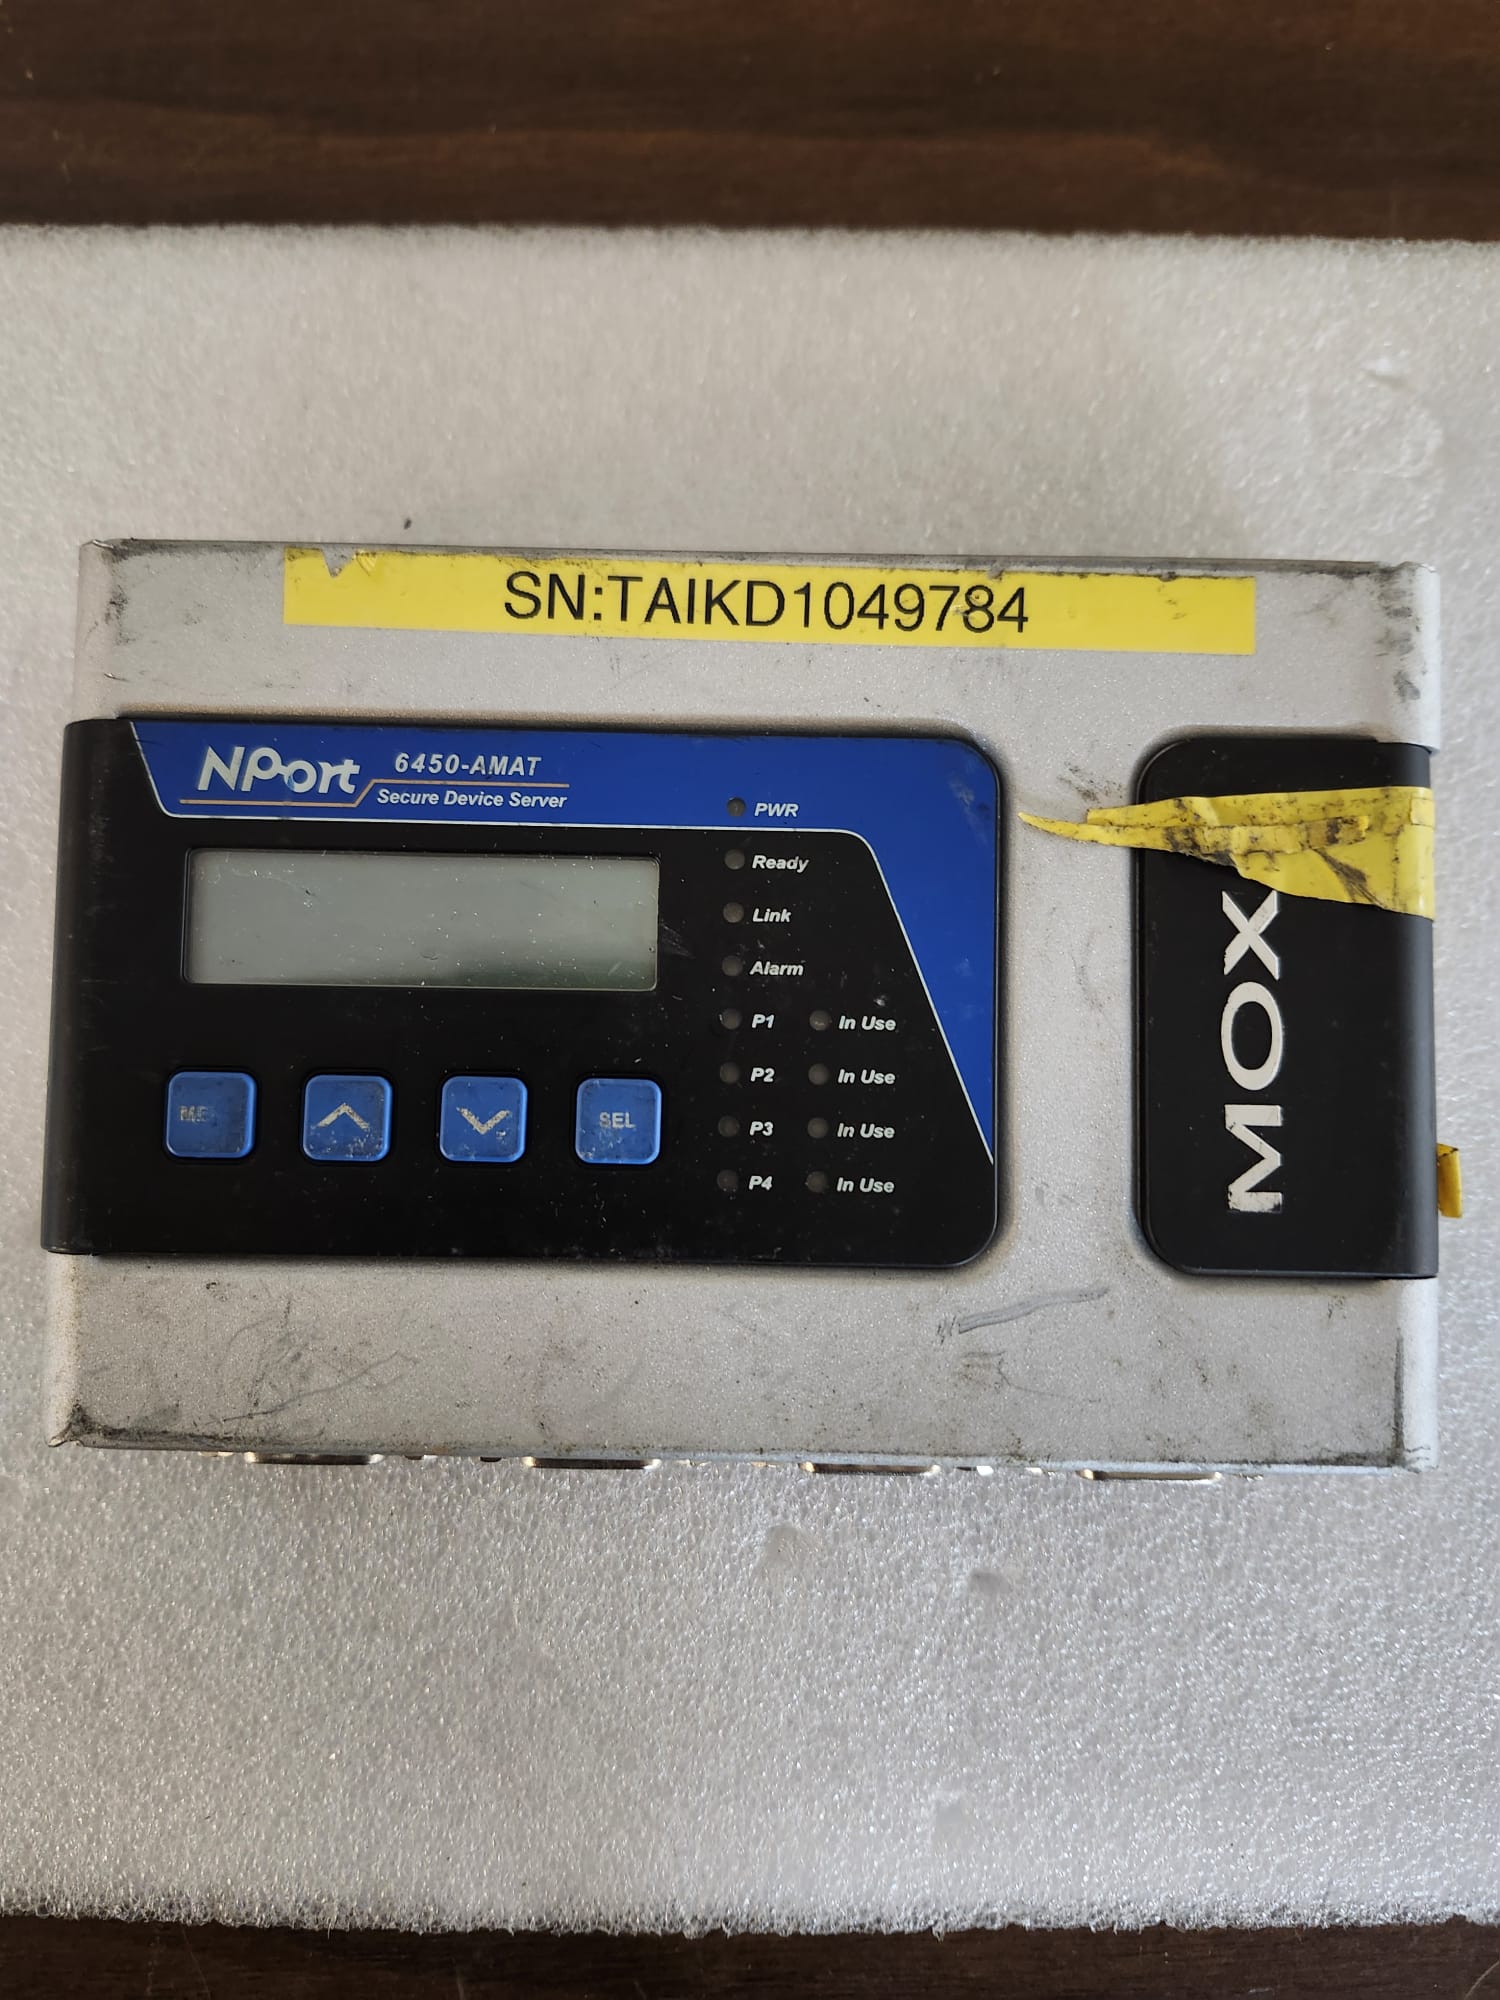 SN:TAIKD1049784
NPort 6450-AMAT
Secure Device Server
PWR
Ready
Link
Alarm
P1 In Use
P2 In Use
P3 In Use
P4 In Use
SEL
MOX